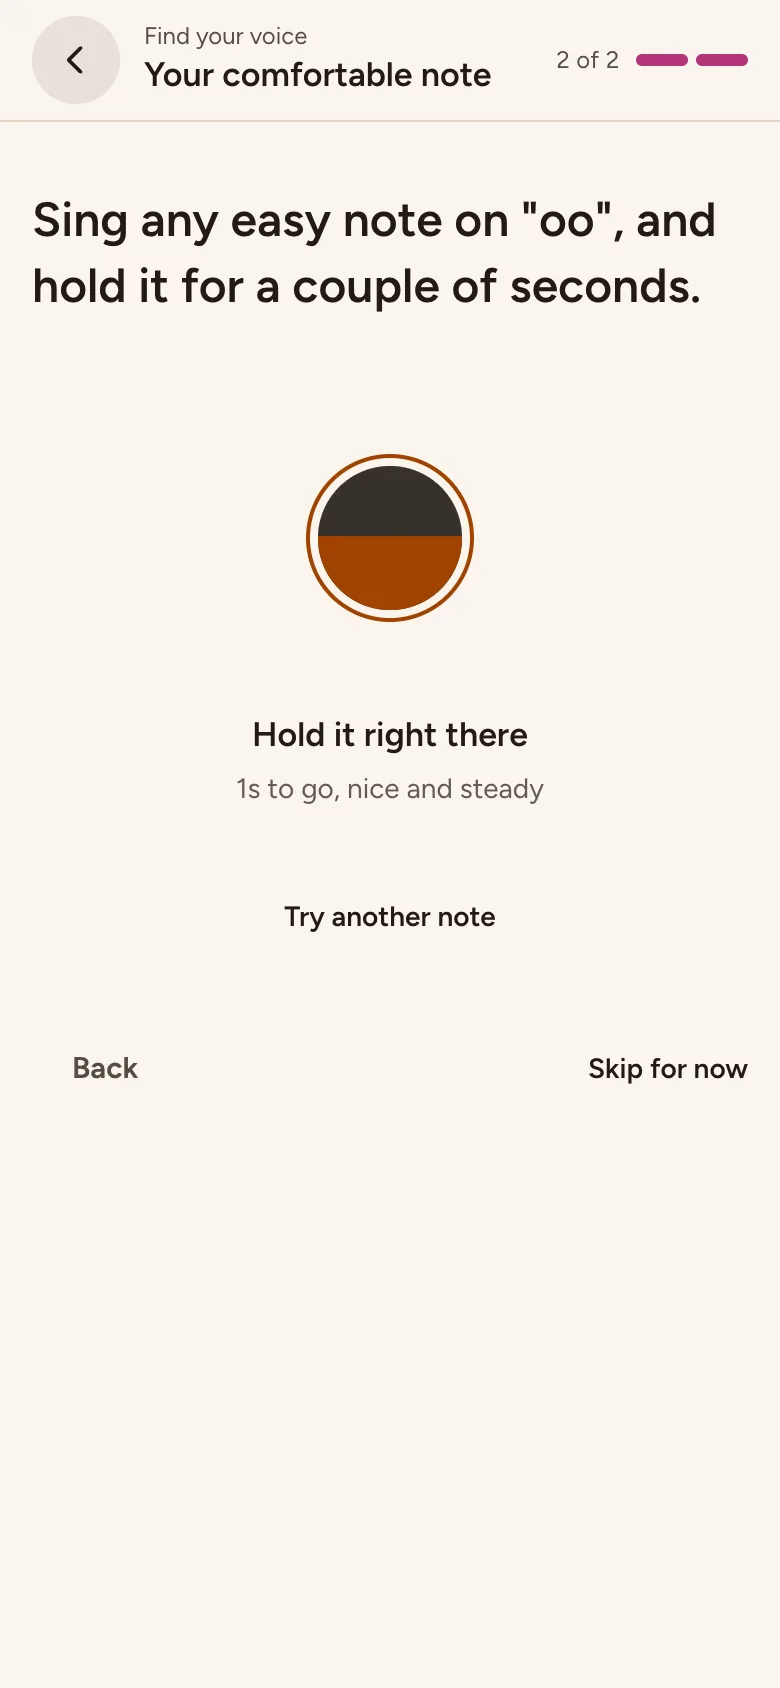 Find your voice
Your comfortable note
2 of 2
Sing any easy note on "oo", and
hold it for a couple of seconds.
Hold it right there
1s to go, nice and steady
Try another note
Back
Skip for now